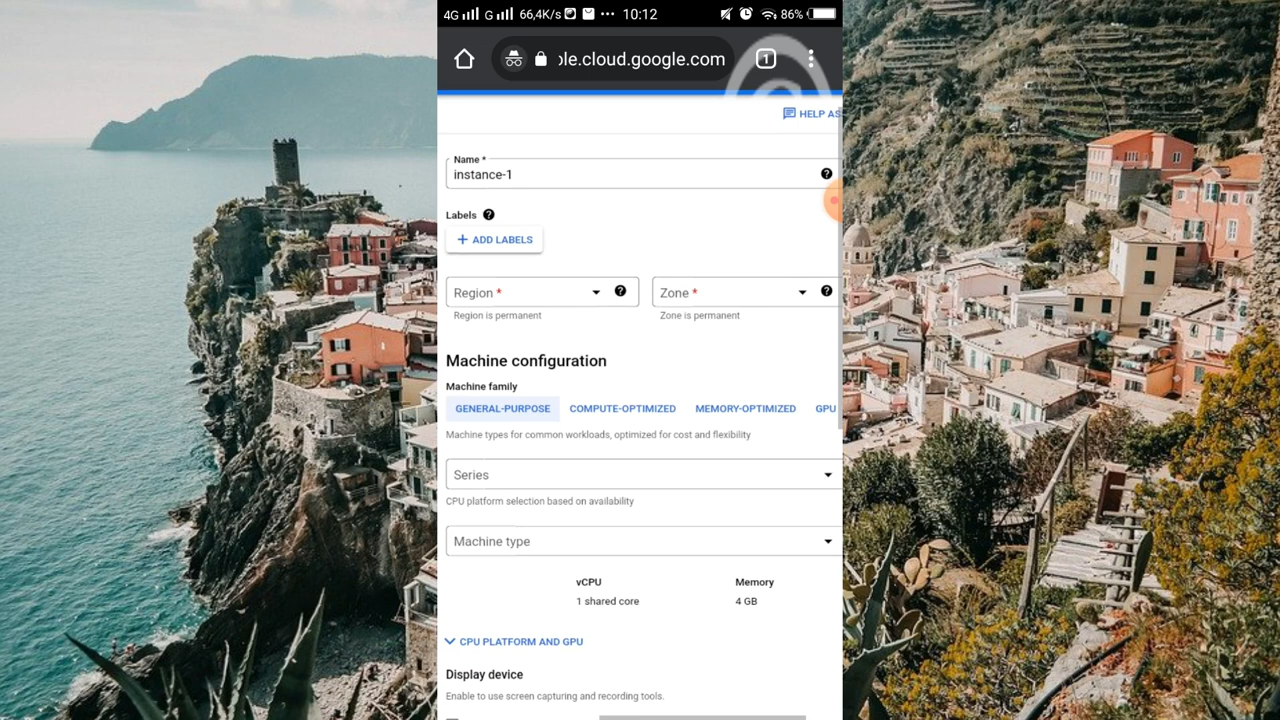 4G G 66,4K/s ••• 10:12 86%
ole.cloud.google.com 1
HELP AS
Name *
instance-1
Labels
+ ADD LABELS
Region * Zone *
Region is permanent Zone is permanent
Machine configuration
Machine family
GENERAL-PURPOSE COMPUTE-OPTIMIZED MEMORY-OPTIMIZED GPU
Machine types for common workloads, optimized for cost and flexibility
Series
CPU platform selection based on availability
Machine type
vCPU Memory
1 shared core 4 GB
CPU PLATFORM AND GPU
Display device
Enable to use screen capturing and recording tools.